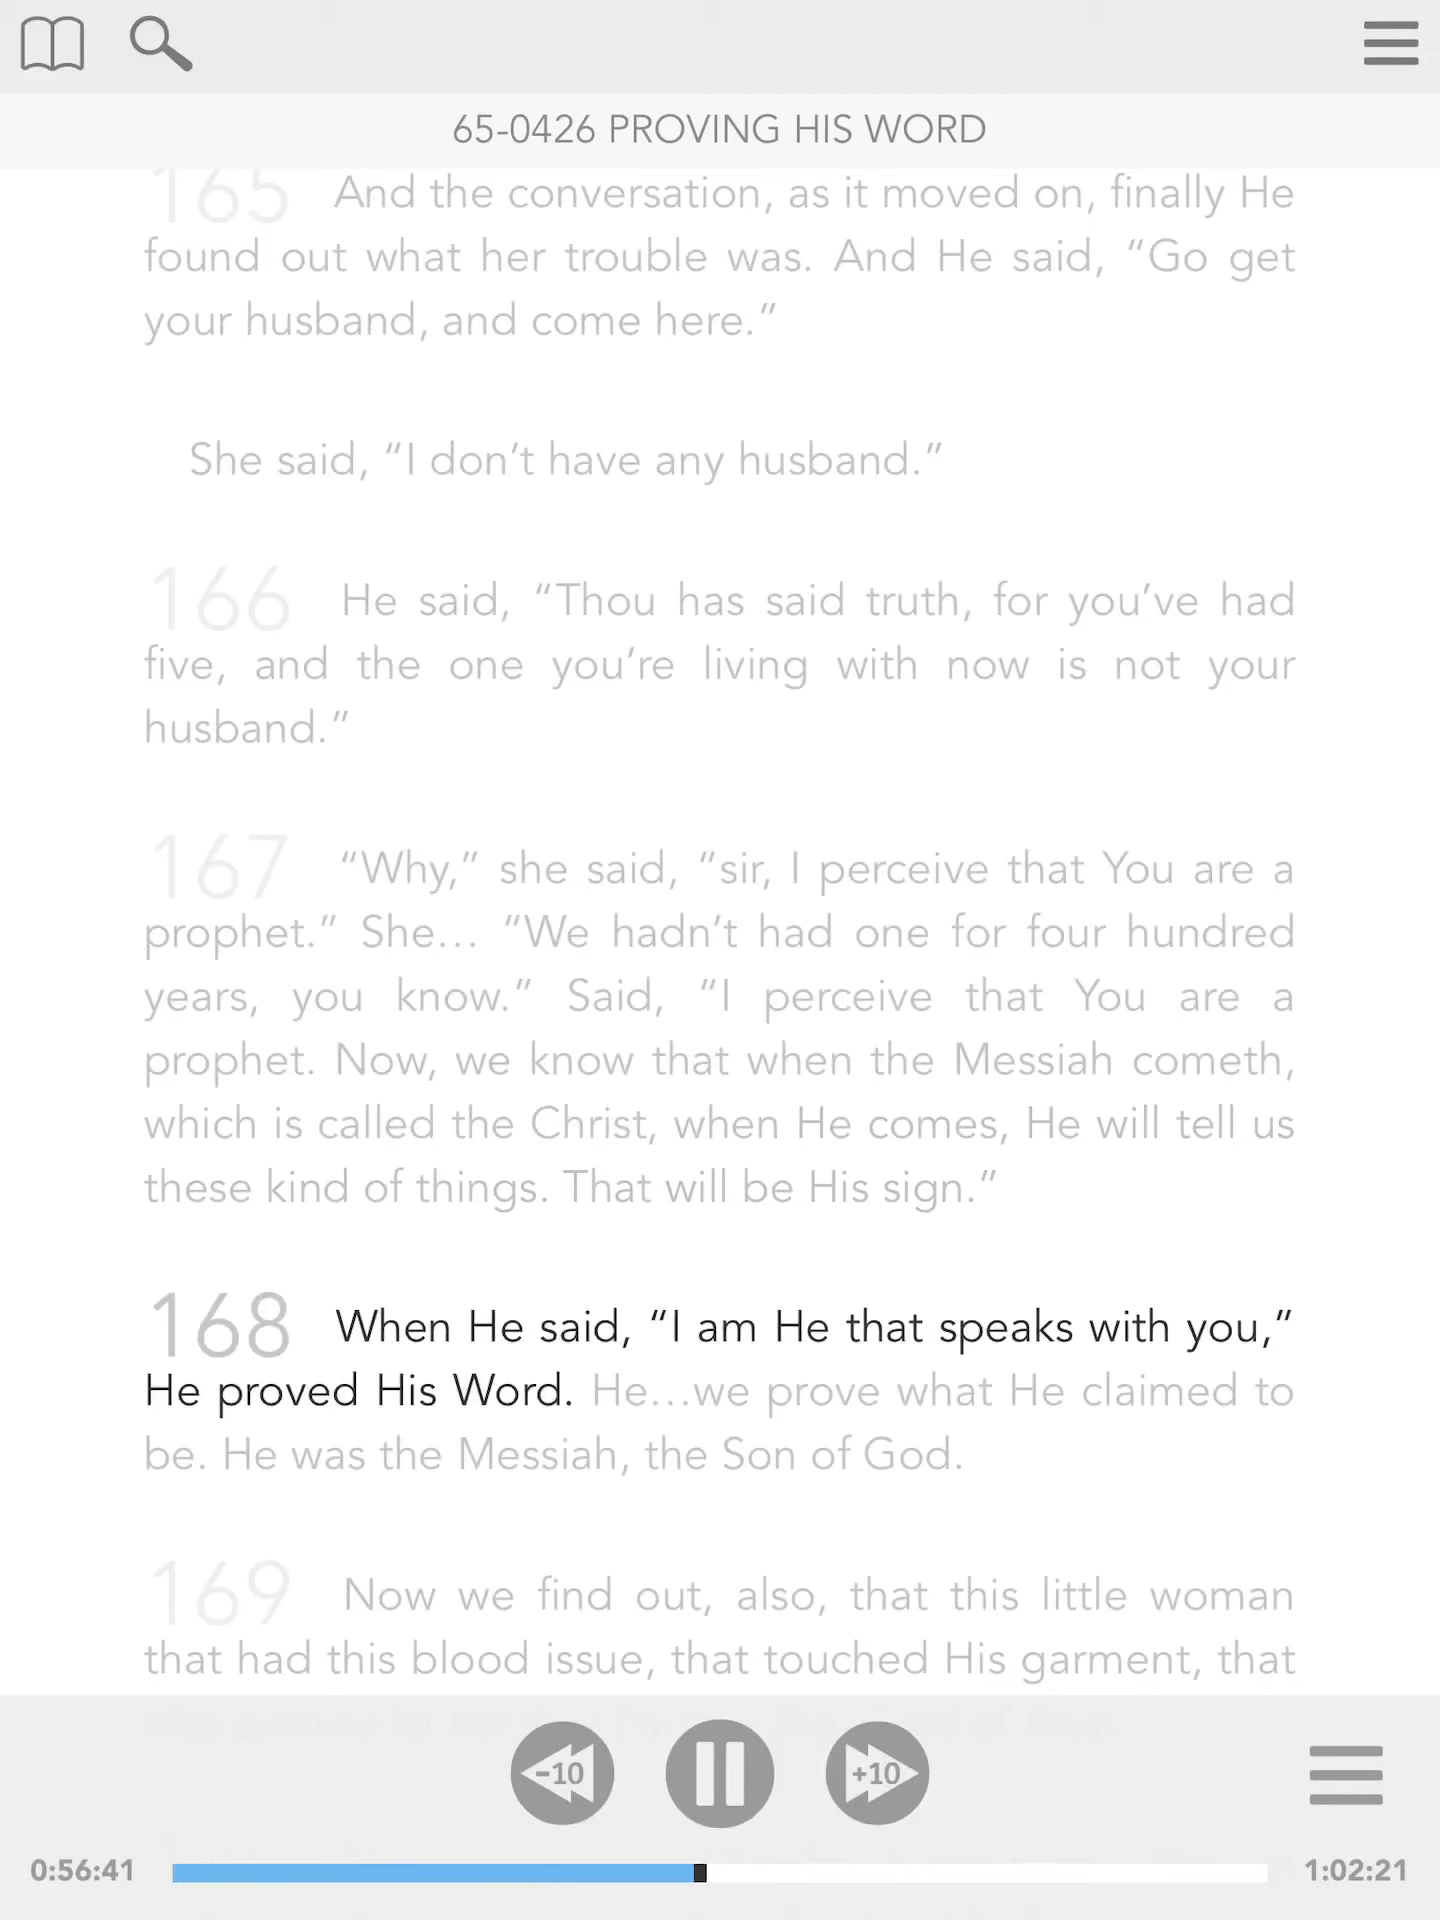 65-0426 PROVING HIS WORD
165 And the conversation, as it moved on, finally He
found out what her trouble was. And He said, “Go get
your husband, and come here.”
She said, “I don’t have any husband.”
166 He said, “Thou has said truth, for you’ve had
five, and the one you’re living with now is not your
husband.”
167 “Why,” she said, “sir, I perceive that You are a
prophet.” She… “We hadn’t had one for four hundred
years, you know.” Said, “I perceive that You are a
prophet. Now, we know that when the Messiah cometh,
which is called the Christ, when He comes, He will tell us
these kind of things. That will be His sign.”
168 When He said, “I am He that speaks with you,”
He proved His Word. He…we prove what He claimed to
be. He was the Messiah, the Son of God.
169 Now we find out, also, that this little woman
that had this blood issue, that touched His garment, that
-10 +10
0:56:41 1:02:21